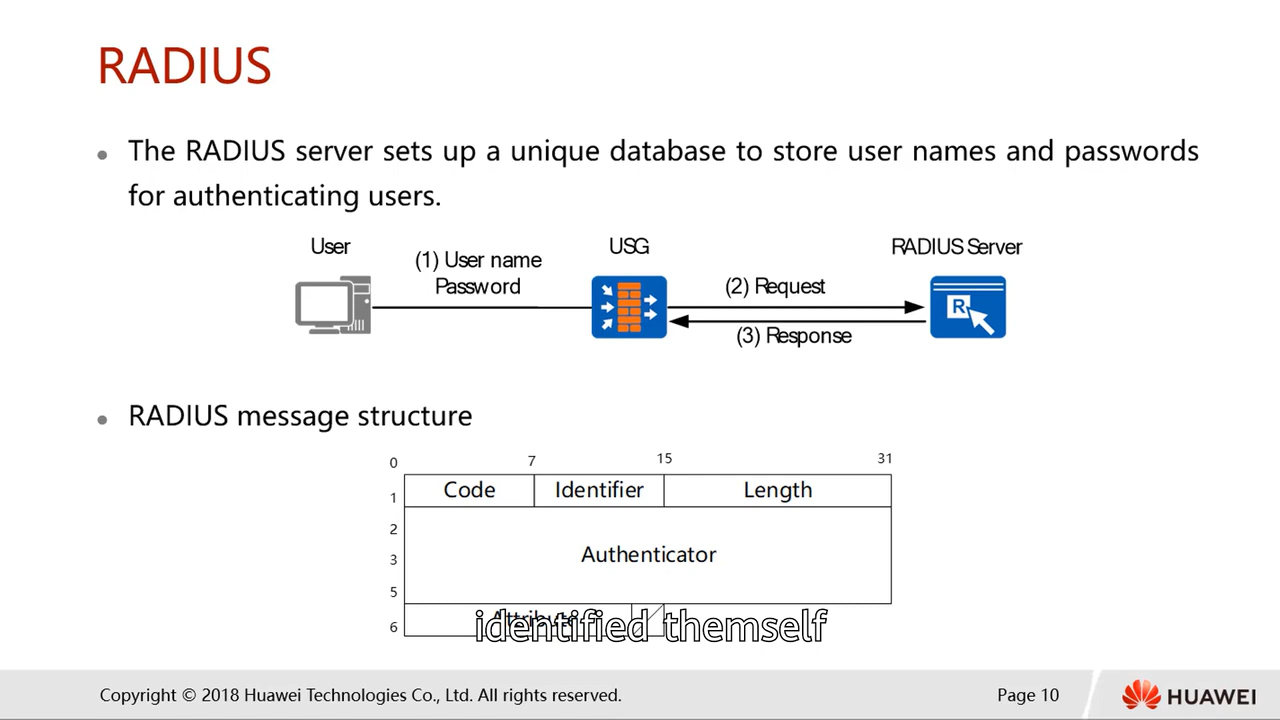 RADIUS
The RADIUS server sets up a unique database to store user names and passwords
for authenticating users.
User
USG
RADIUS Server
(1) User name
Password
(2) Request
(3) Response
R
RADIUS message structure
0 7 15 31
1 Code Identifier Length
2
3 Authenticator
5
6 Attribute
identified themself
Copyright © 2018 Huawei Technologies Co., Ltd. All rights reserved.
Page 10
HUAWEI